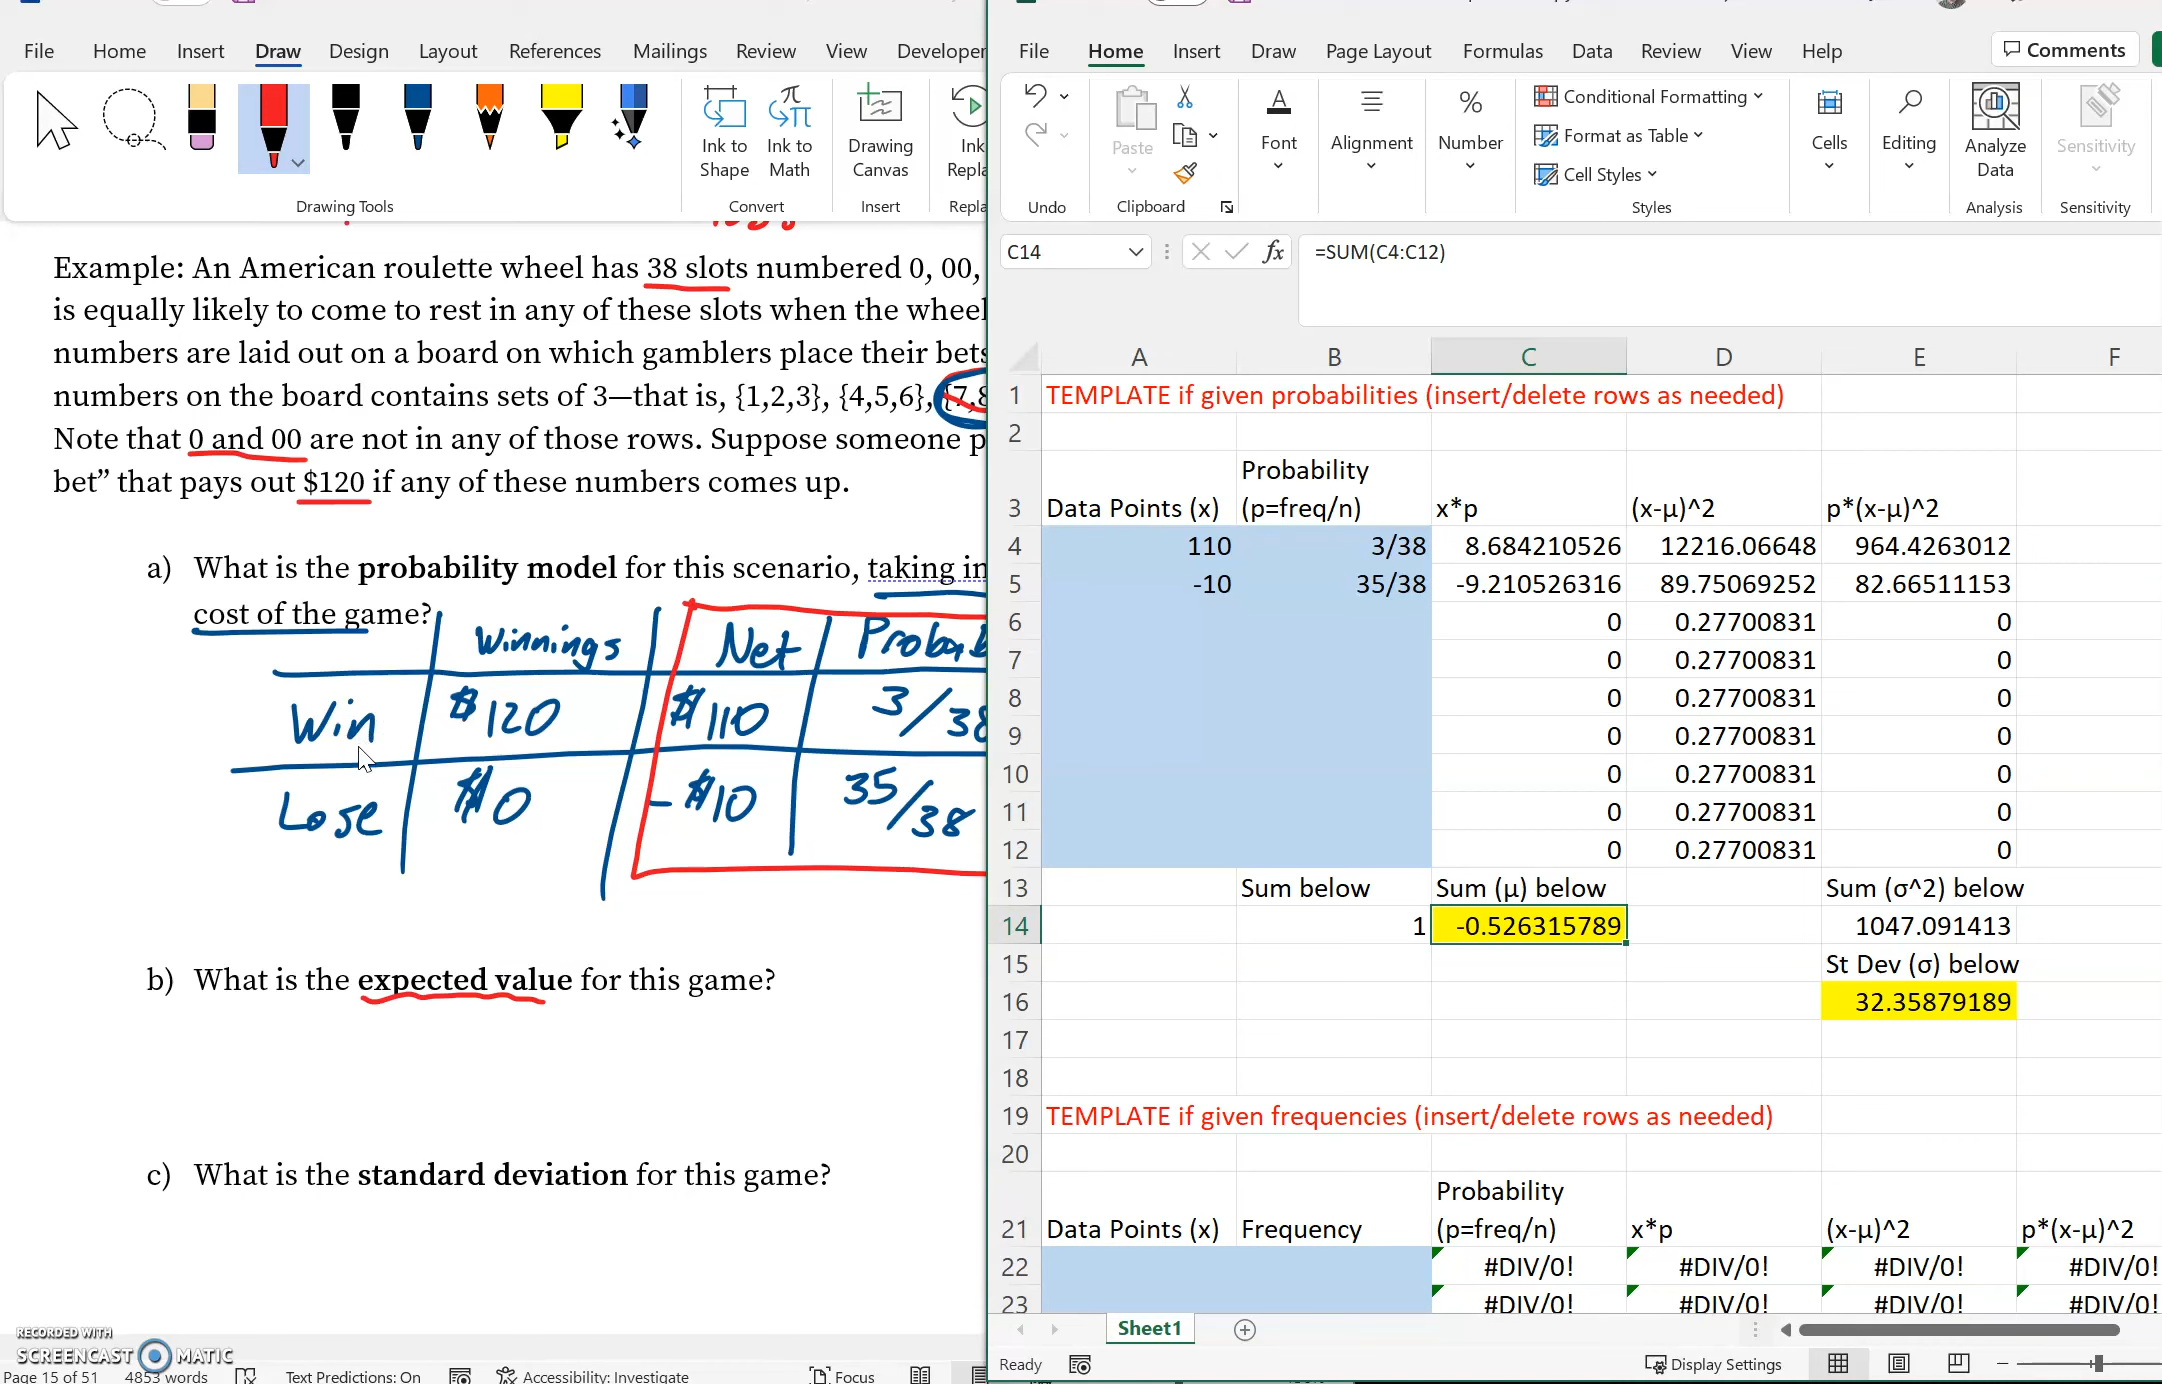 File Home Insert Draw Design Layout References Mailings Review View Developer
Ink to Shape
Ink to Math
Drawing Canvas
Ink
Drawing Tools
Convert
Insert
Example: An American roulette wheel has 38 slots numbered 0, 00,
is equally likely to come to rest in any of these slots when the wheel
numbers are laid out on a board on which gamblers place their bets
numbers on the board contains sets of 3—that is, {1,2,3}, {4,5,6}, {7,8
Note that 0 and 00 are not in any of those rows. Suppose someone p
bet” that pays out $120 if any of these numbers comes up.
a) What is the probability model for this scenario, taking in
cost of the game?
Winnings Net Probab
Win $120 $110 3/38
Lose $0 -$10 35/38
b) What is the expected value for this game?
c) What is the standard deviation for this game?
RECORDED WITH
SCREENCAST MATIC
Page 15 of 51 4853 words Text Predictions: On Accessibility: Investigate Focus
File Home Insert Draw Page Layout Formulas Data Review View Help Comments
Paste
Font
Alignment
%
Number
Conditional Formatting
Format as Table
Cell Styles
Cells
Editing
Analyze Data
Sensitivity
Undo Clipboard Styles Analysis Sensitivity
C14 fx =SUM(C4:C12)
A B C D E F
1 TEMPLATE if given probabilities (insert/delete rows as needed)
2
Probability
3 Data Points (x) (p=freq/n) x*p (x-μ)^2 p*(x-μ)^2
4 110 3/38 8.684210526 12216.06648 964.4263012
5 -10 35/38 -9.210526316 89.75069252 82.66511153
6 0 0.27700831 0
7 0 0.27700831 0
8 0 0.27700831 0
9 0 0.27700831 0
10 0 0.27700831 0
11 0 0.27700831 0
12 0 0.27700831 0
13 Sum below Sum (μ) below Sum (σ^2) below
14 1 -0.526315789 1047.091413
15 St Dev (σ) below
16 32.35879189
17
18
19 TEMPLATE if given frequencies (insert/delete rows as needed)
20
Probability
21 Data Points (x) Frequency (p=freq/n) x*p (x-μ)^2 p*(x-μ)^2
22 #DIV/0! #DIV/0! #DIV/0! #DIV/0!
23 #DIV/0! #DIV/0! #DIV/0! #DIV/0!
Sheet1
Ready Display Settings